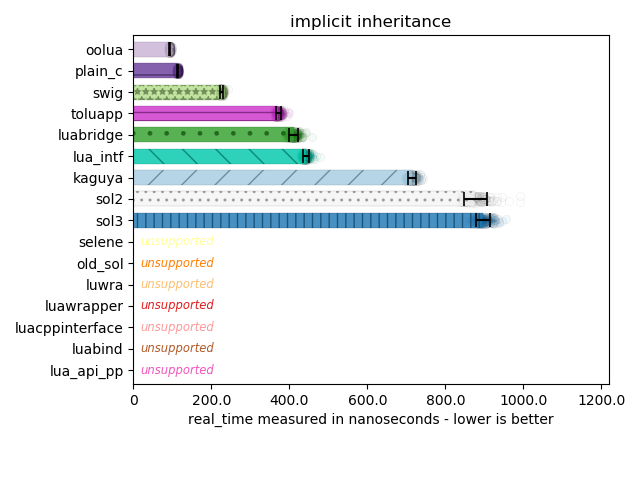 implicit inheritance
oolua
plain_c
swig
toluapp
luabridge
lua_intf
kaguya
sol2
sol3
selene unsupported
old_sol unsupported
luwra unsupported
luawrapper unsupported
luacppinterface unsupported
luabind unsupported
lua_api_pp unsupported
0 200.0 400.0 600.0 800.0 1000.0 1200.0
real_time measured in nanoseconds - lower is better